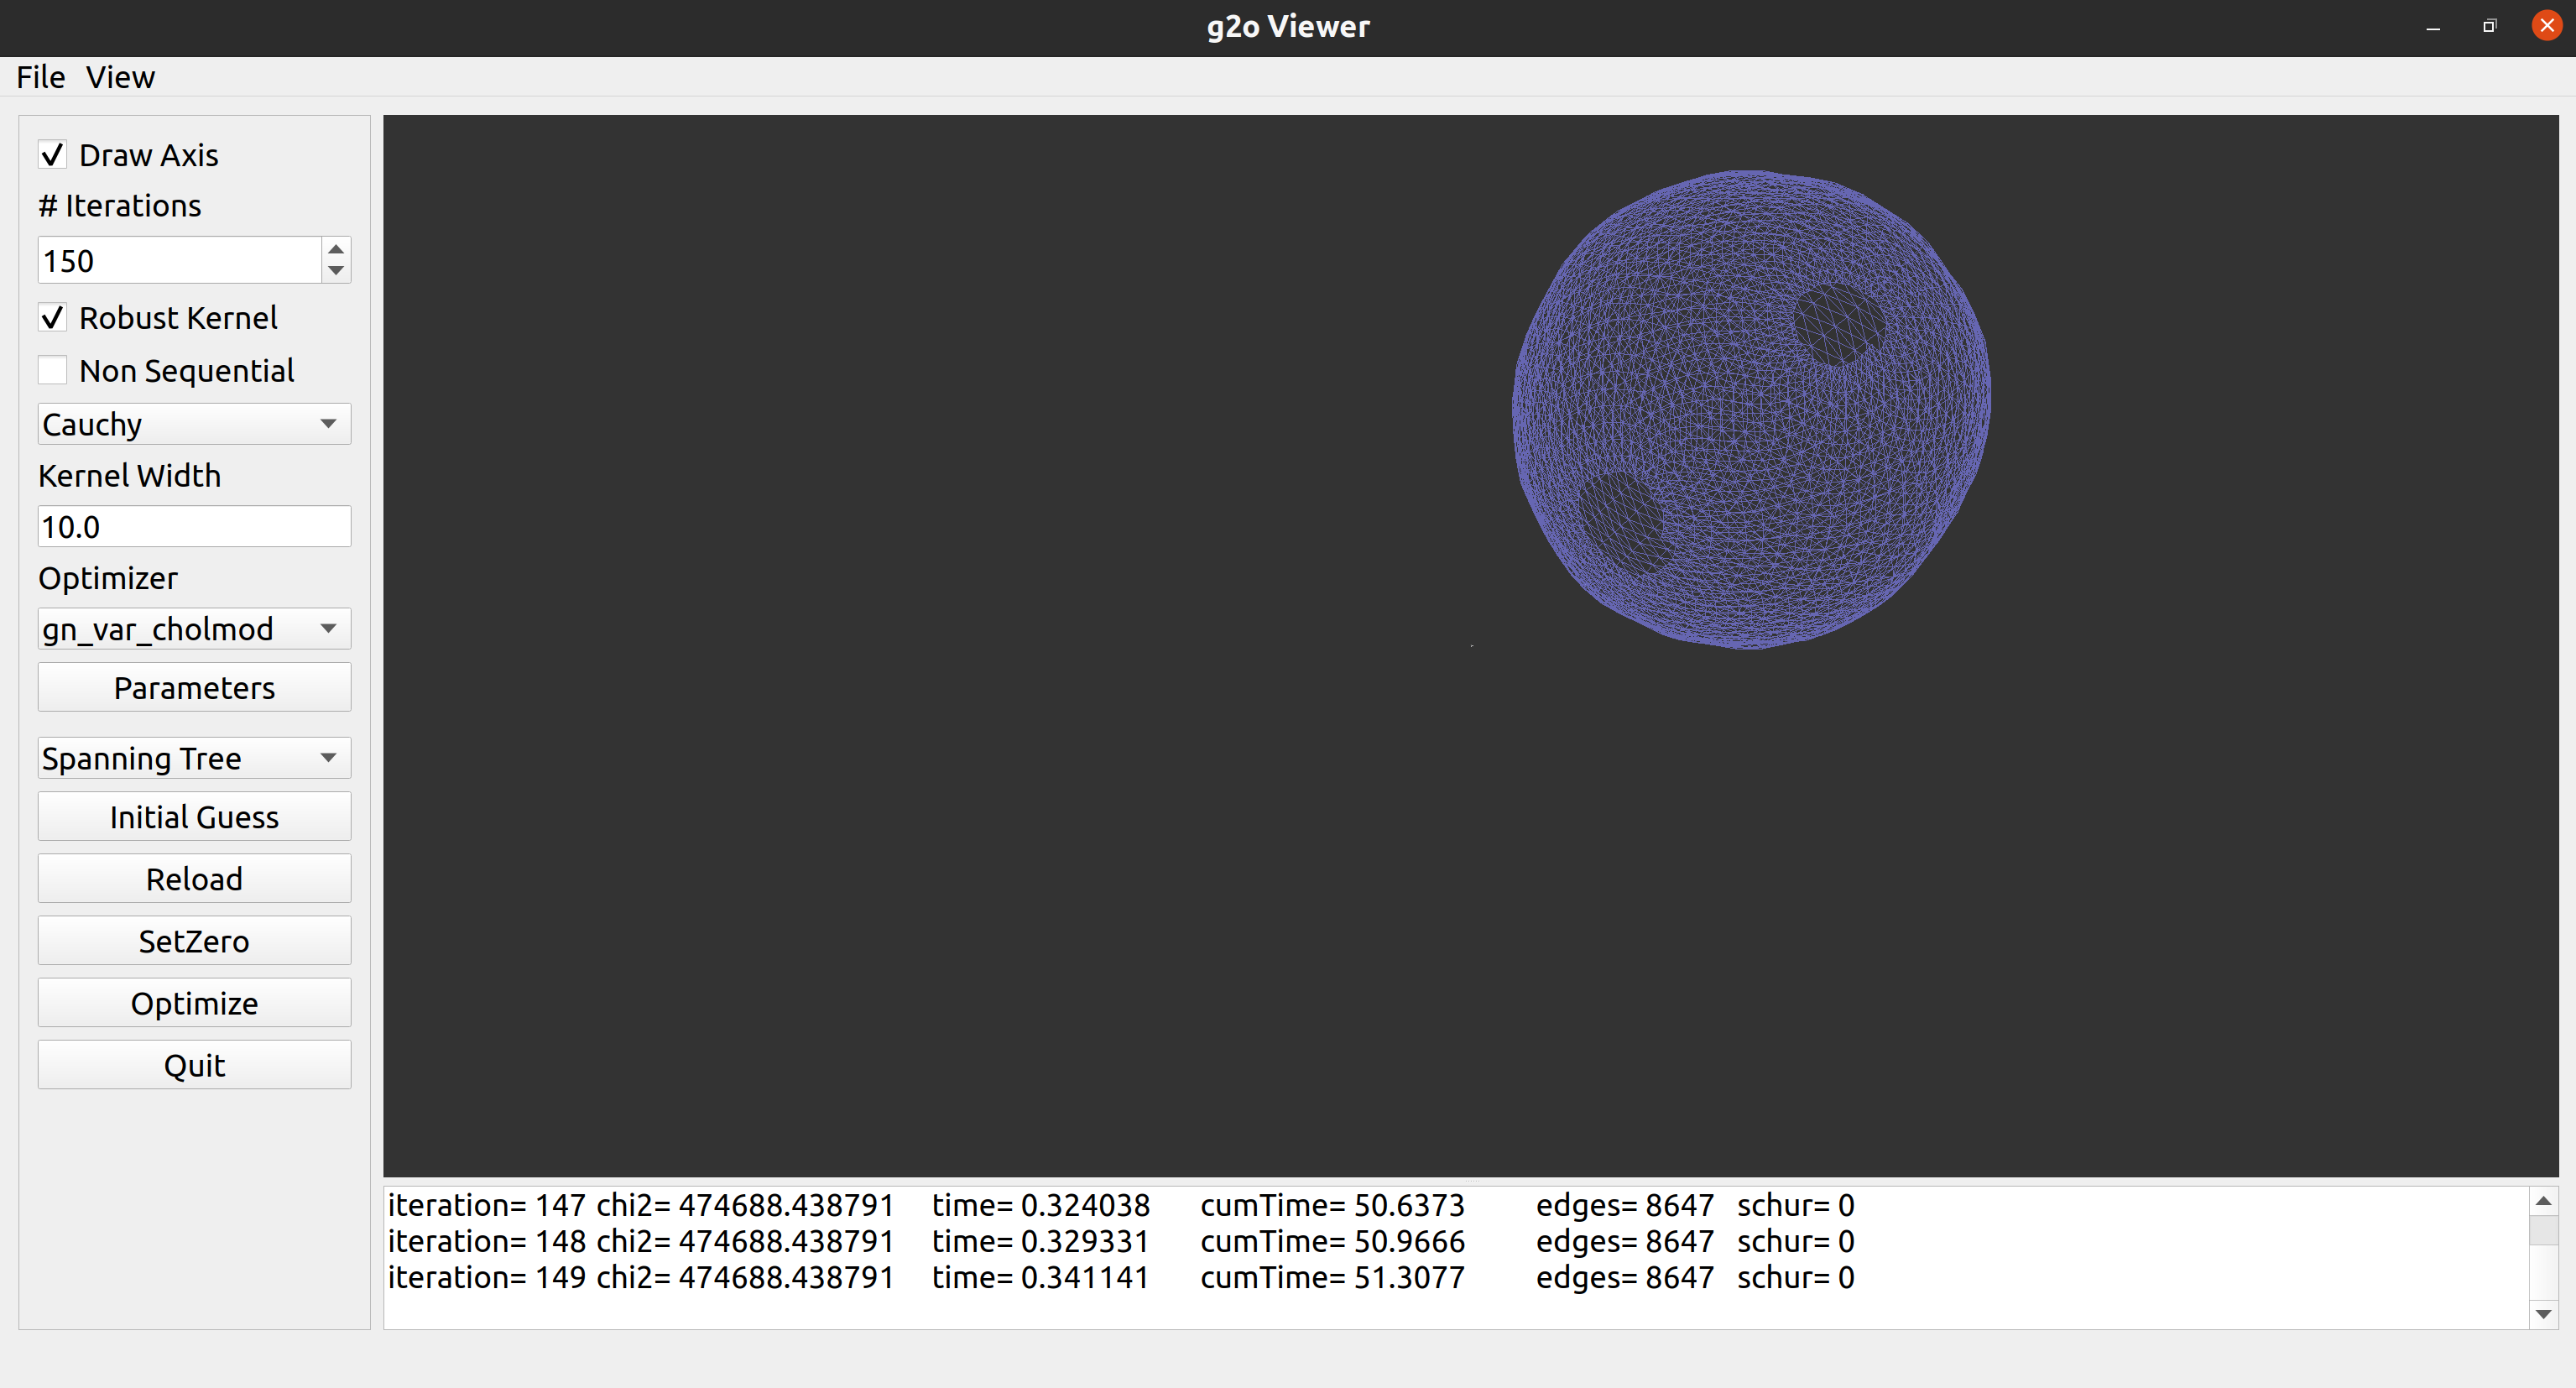 g2o Viewer
File View
Draw Axis
# Iterations
150
Robust Kernel
Non Sequential
Cauchy
Kernel Width
10.0
Optimizer
gn_var_cholmod
Parameters
Spanning Tree
Initial Guess
Reload
SetZero
Optimize
Quit
iteration= 147 chi2= 474688.438791 time= 0.324038 cumTime= 50.6373 edges= 8647 schur= 0
iteration= 148 chi2= 474688.438791 time= 0.329331 cumTime= 50.9666 edges= 8647 schur= 0
iteration= 149 chi2= 474688.438791 time= 0.341141 cumTime= 51.3077 edges= 8647 schur= 0